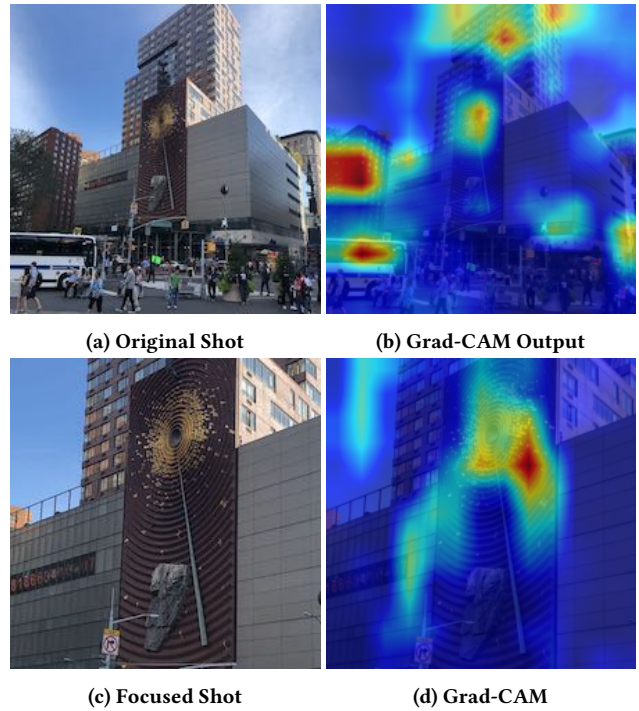 (a) Original Shot
(b) Grad-CAM Output
(c) Focused Shot
(d) Grad-CAM